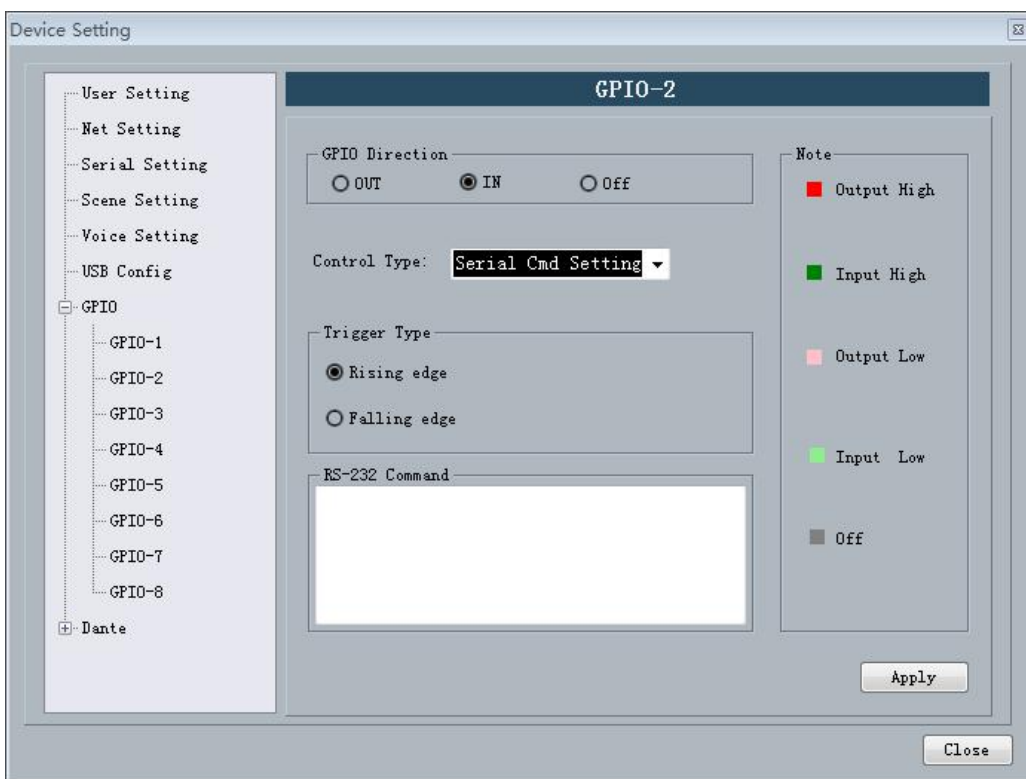 Device Setting
User Setting
Net Setting
Serial Setting
Scene Setting
Voice Setting
USB Config
GPIO
GPIO-1
GPIO-2
GPIO-3
GPIO-4
GPIO-5
GPIO-6
GPIO-7
GPIO-8
Dante
GPIO-2
GPIO Direction
OUT IN Off
Control Type: Serial Cmd Setting
Trigger Type
Rising edge
Falling edge
RS-232 Command
Note
Output High
Input High
Output Low
Input Low
Off
Apply
Close